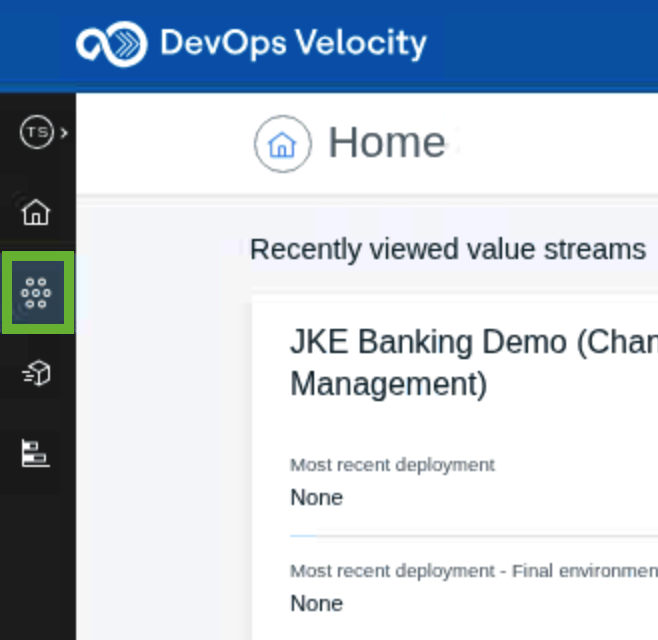 DevOps Velocity
TS
Home
Recently viewed value streams
JKE Banking Demo (Chan
Management)
Most recent deployment
None
Most recent deployment - Final environmen
None